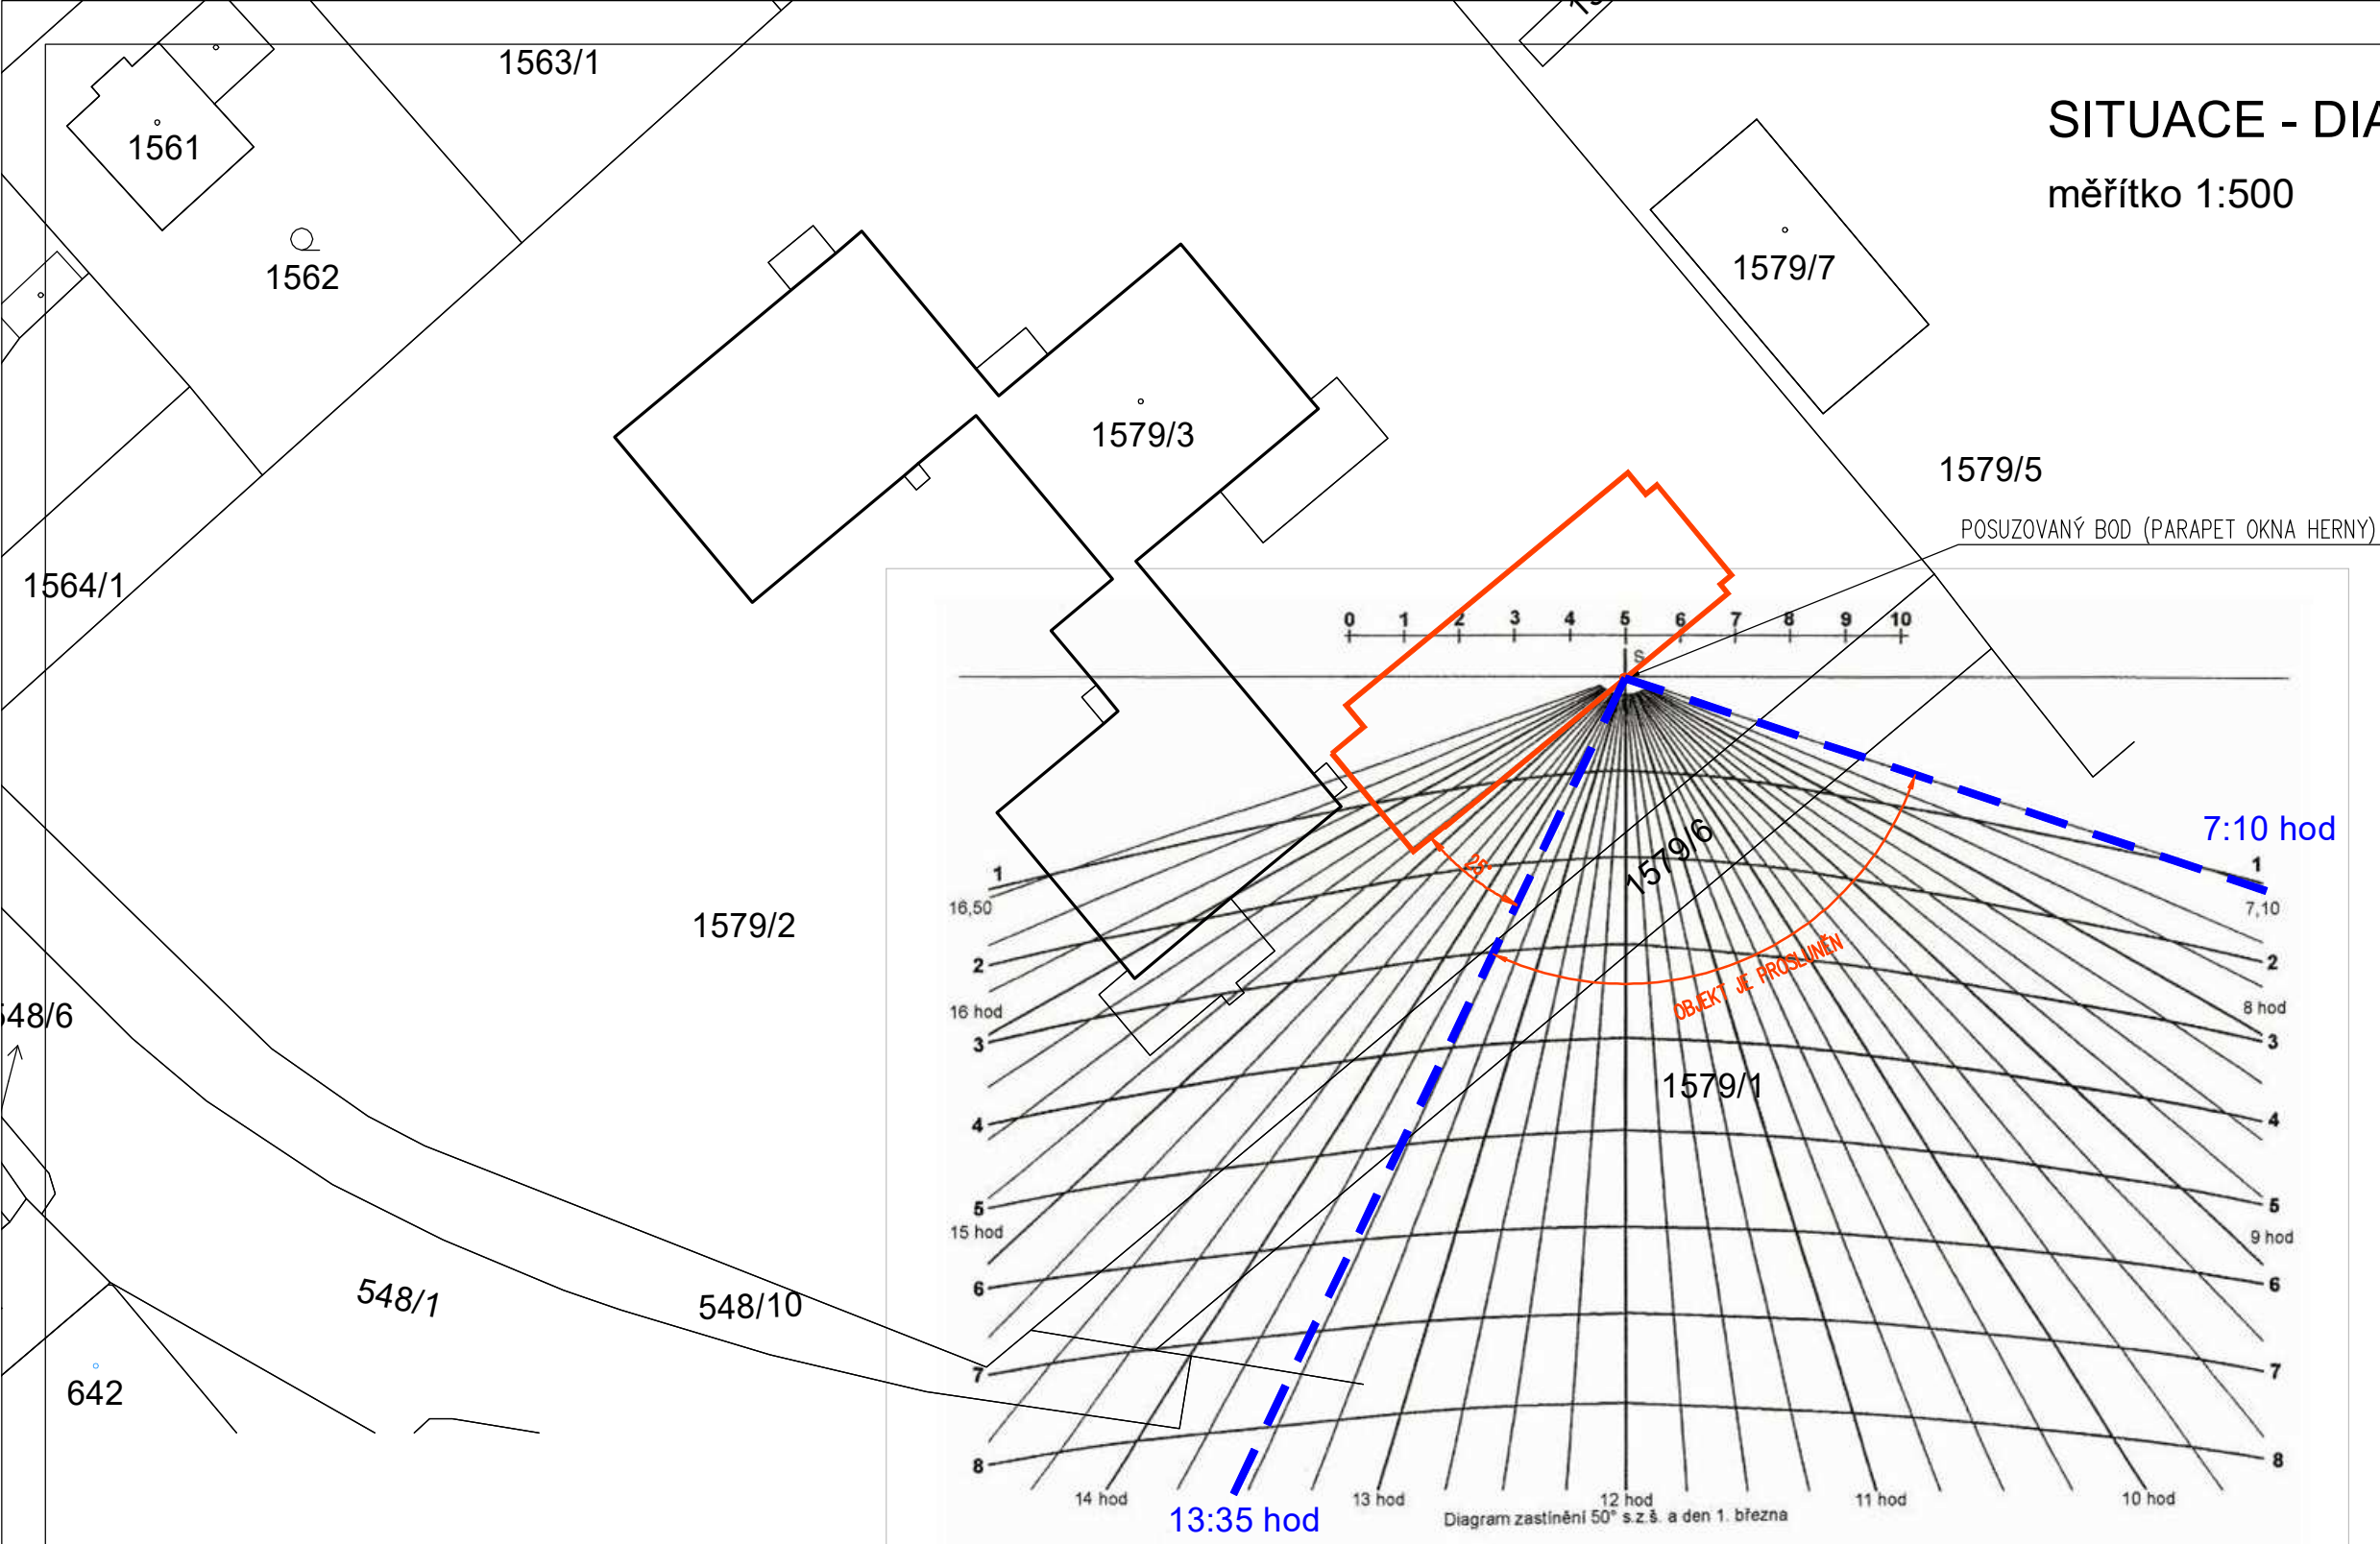 1563/1
1561
1562
SITUACE - DIA
měřítko 1:500
1579/7
1579/3
1579/5
POSUZOVANÝ BOD (PARAPET OKNA HERNY)
1564/1
0 1 2 3 4 5 6 7 8 9 10
S
7:10 hod
1579/6
25°
1 1
16,50 7,10
1579/2
OBJEKT JE PROSLUNĚN
2 2
16 hod 8 hod
548/6
3 3
1579/1
4 4
5 5
15 hod 9 hod
6 6
548/1
548/10
7 7
642
8 8
14 hod 13 hod 12 hod 11 hod 10 hod
13:35 hod
Diagram zastínění 50° s.z.š. a den 1. března